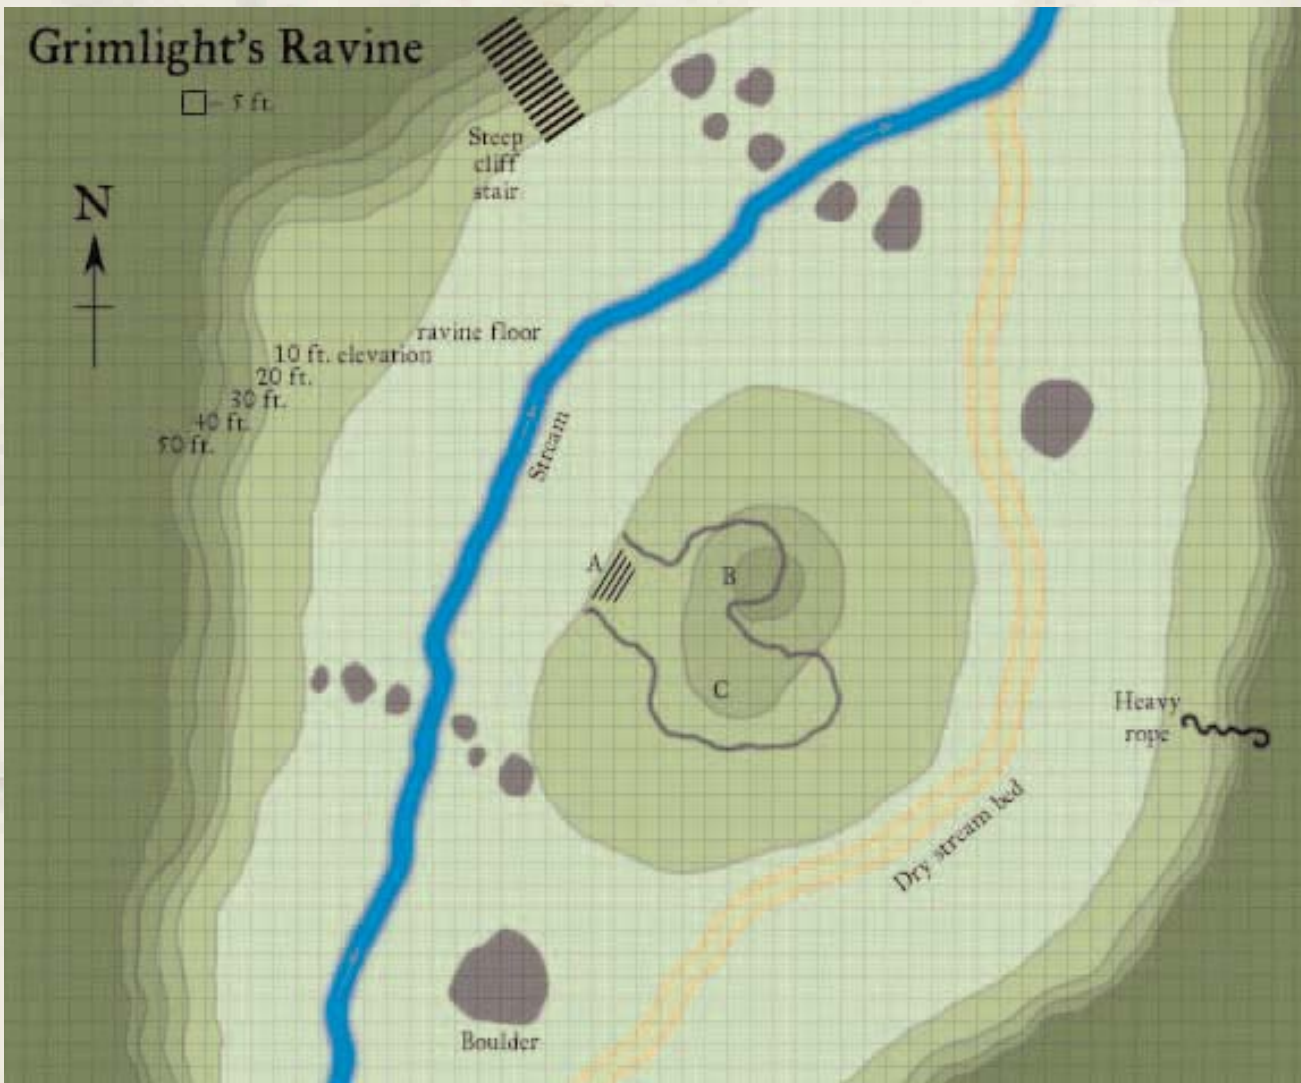 Grimlight's Ravine
5 ft.
Steep
cliff
stair
N
ravine floor
10 ft. elevation
20 ft.
30 ft.
40 ft.
50 ft.
Stream
A
B
C
Heavy
rope
Dry stream bed
Boulder